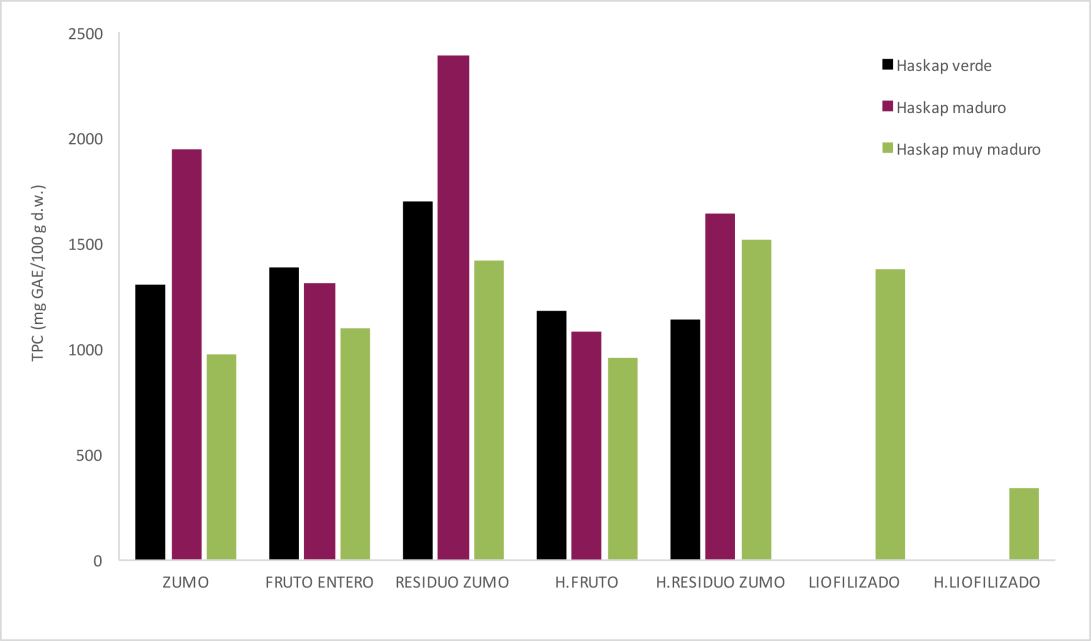 2500
2000
1500
1000
500
0
TPC (mg GAE/100 g d.w.)
Haskap verde
Haskap maduro
Haskap muy maduro
ZUMO FRUTO ENTERO RESIDUO ZUMO H.FRUTO H.RESIDUO ZUMO LIOFILIZADO H.LIOFILIZADO